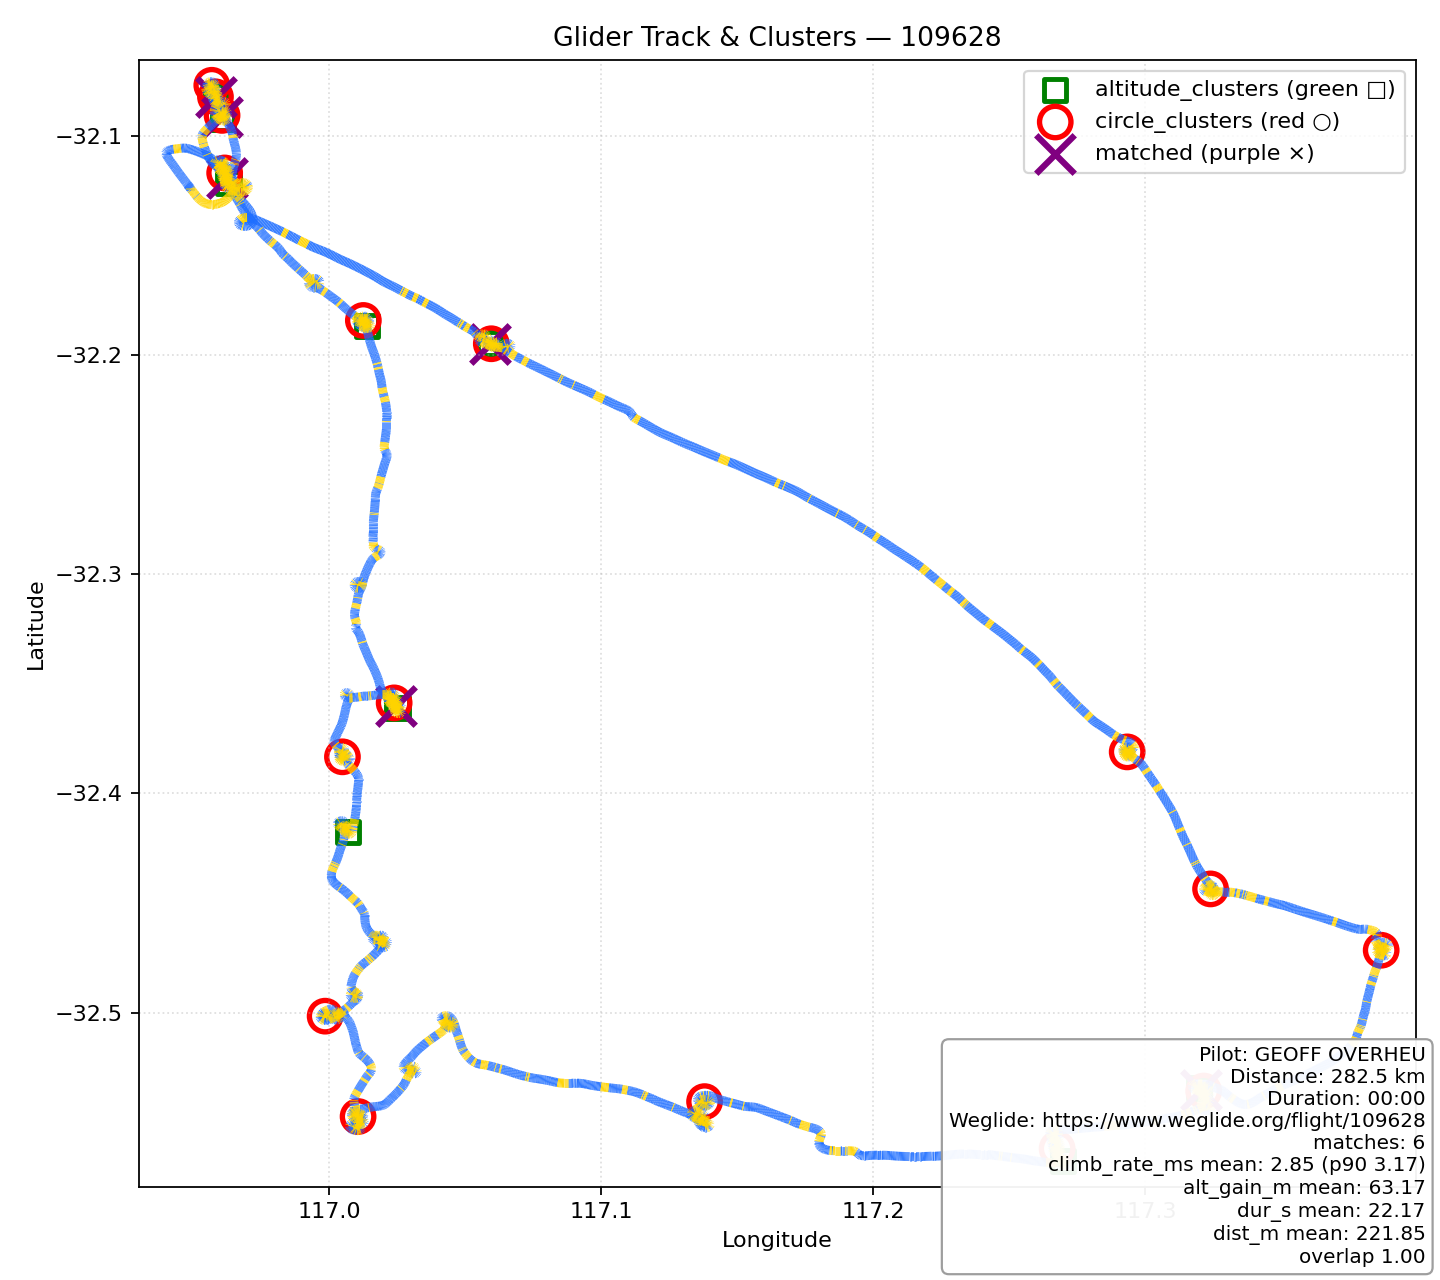 Glider Track & Clusters — 109628
altitude_clusters (green □)
circle_clusters (red ○)
matched (purple ×)
−32.1
−32.2
−32.3
−32.4
−32.5
Latitude
117.0
117.1
117.2
117.3
Longitude
Pilot: GEOFF OVERHEU
Distance: 282.5 km
Duration: 00:00
Weglide: https://www.weglide.org/flight/109628
matches: 6
climb_rate_ms mean: 2.85 (p90 3.17)
alt_gain_m mean: 63.17
dur_s mean: 22.17
dist_m mean: 221.85
overlap 1.00